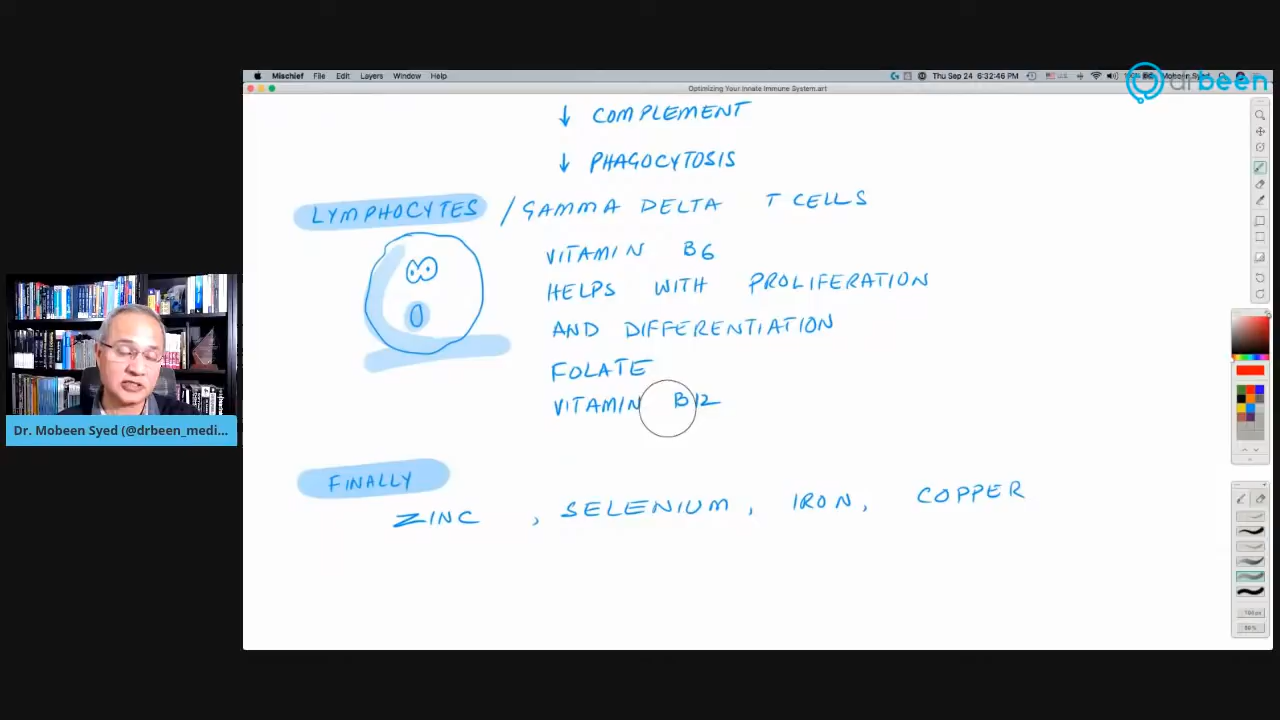 Mischief File Edit Layers Window Help Thu Sep 24 6:32:46 PM Mobeen Syed
drbeen
Optimizing Your Innate Immune System.art
↓ COMPLEMENT
↓ PHAGOCYTOSIS
LYMPHOCYTES / GAMMA DELTA T CELLS
VITAMIN B6
HELPS WITH PROLIFERATION
AND DIFFERENTIATION
FOLATE
VITAMIN B12
Dr. Mobeen Syed (@drbeen_medi...
FINALLY
ZINC , SELENIUM, IRON, COPPER